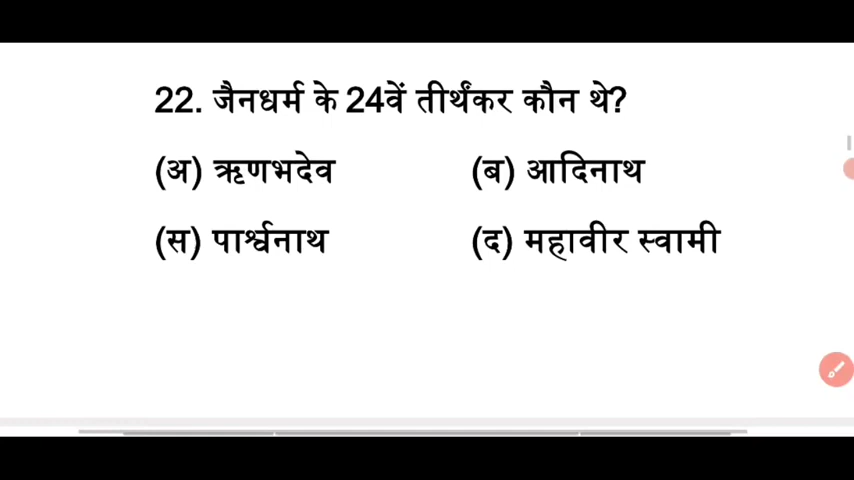 22. जैनधर्म के 24वें तीर्थंकर कौन थे?
(अ) ऋणभदेव (ब) आदिनाथ
(स) पार्श्वनाथ (द) महावीर स्वामी